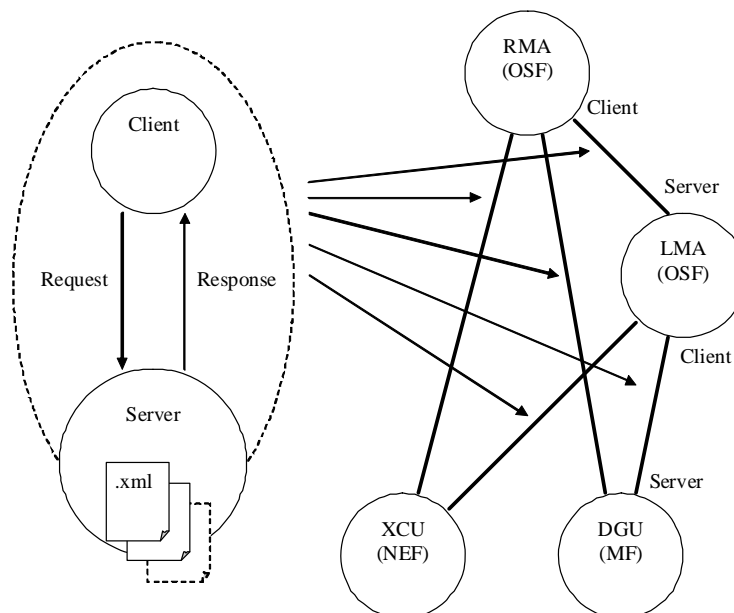 Client
Request
Response
Server
.xml
RMA
(OSF)
Client
Server
LMA
(OSF)
Client
Server
XCU
(NEF)
DGU
(MF)